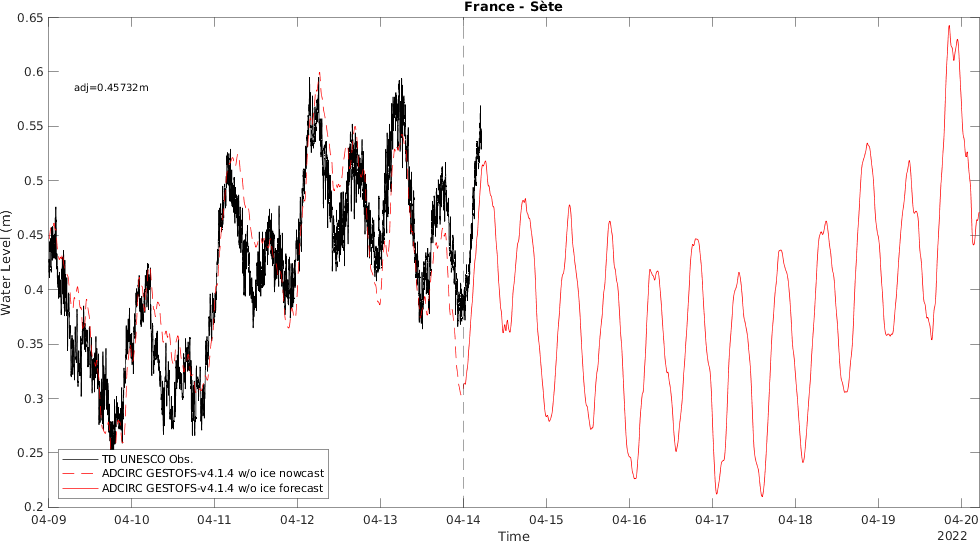 France - Sète
0.65
0.6
0.55
0.5
0.45
0.4
0.35
0.3
0.25
0.2
Water Level (m)
adj=0.45732m
TD UNESCO Obs.
ADCIRC GESTOFS-v4.1.4 w/o ice nowcast
ADCIRC GESTOFS-v4.1.4 w/o ice forecast
04-09 04-10 04-11 04-12 04-13 04-14 04-15 04-16 04-17 04-18 04-19 04-20
Time
2022